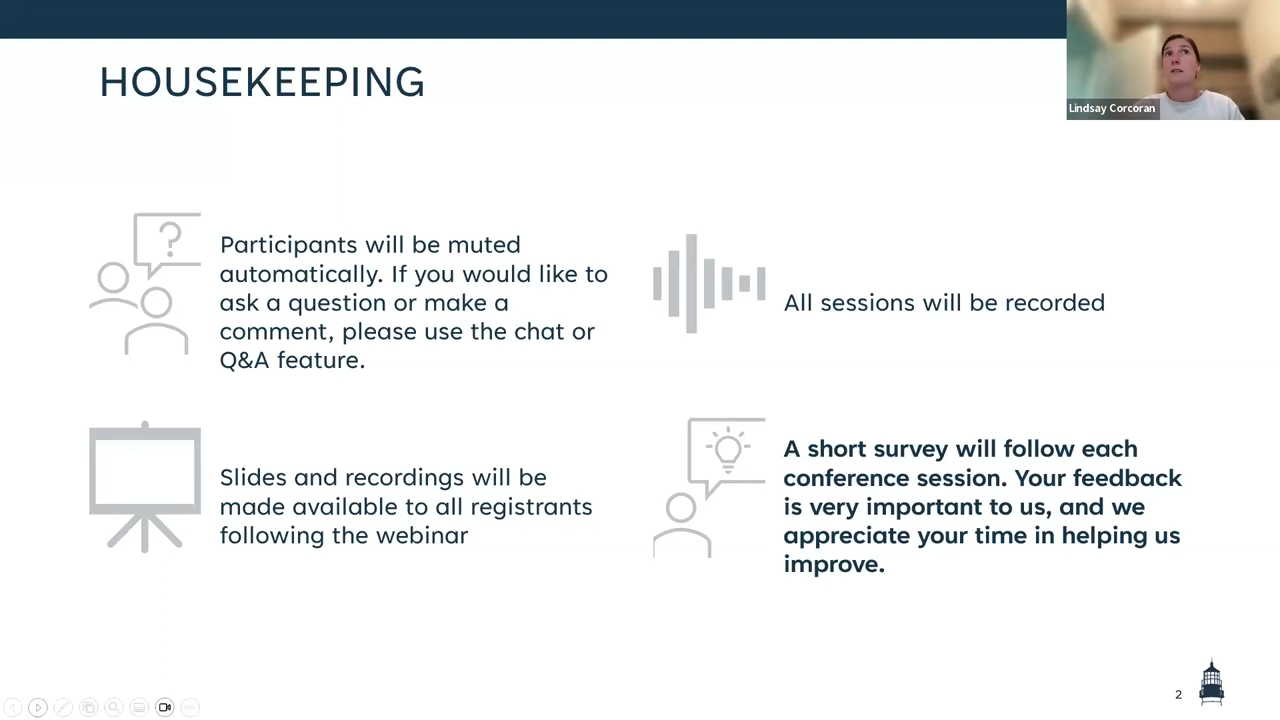 HOUSEKEEPING
Lindsay Corcoran
Participants will be muted
automatically. If you would like to
ask a question or make a
comment, please use the chat or
Q&A feature.
All sessions will be recorded
Slides and recordings will be
made available to all registrants
following the webinar
A short survey will follow each
conference session. Your feedback
is very important to us, and we
appreciate your time in helping us
improve.
2